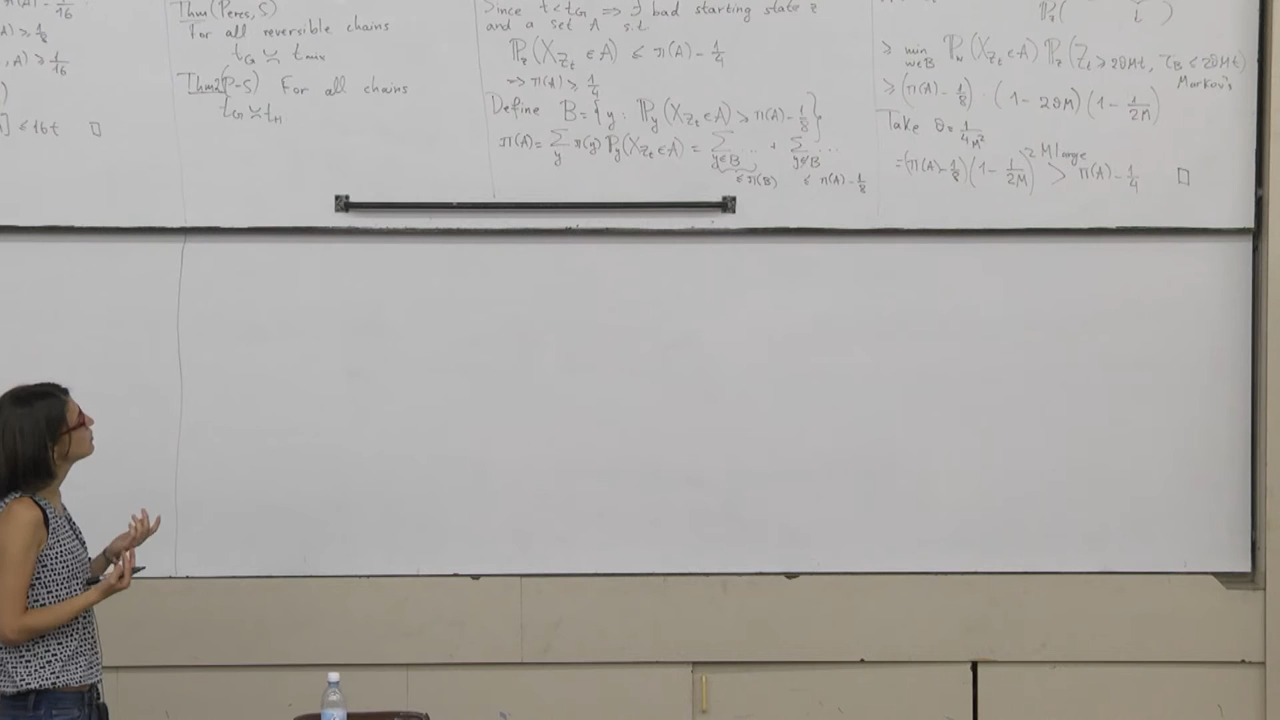 π(A) - 1/16
A) ≥ 1/8
, A) ≥ 1/16
)
] ≤ 16t □
Thm (Peres, S)
For all reversible chains
t_G ≍ t_mix
Thm2 (P-S) For all chains
t_G ≍ t_H
Since t < t_G => ∃ bad starting state z
and a set A s.t.
ℙ_z(X_{Z_t} ∈ A) ≤ π(A) - 1/4
=> π(A) ≥ 1/4
Define B = {y : ℙ_y(X_{Z_t} ∈ A) > π(A) - 1/8}
π(A) = Σ_y π(y) ℙ_y(X_{Z_t} ∈ A) = Σ_{y∈B} ... + Σ_{y∉B} ...
≤ π(B) ≤ π(A) - 1/8
ℙ_z( )
≥ min_{w∈B} ℙ_w(X_{Z_t} ∈ A) ℙ_z(Z_t ≥ 2θMt, τ_B ≤ 2θMt)
Markov's
≥ (π(A) - 1/8) · (1 - 2θM)(1 - 1/2M)
Take θ = 1/4M²
= (π(A) - 1/8)(1 - 1/2M)^2 > π(A) - 1/4 □
M large